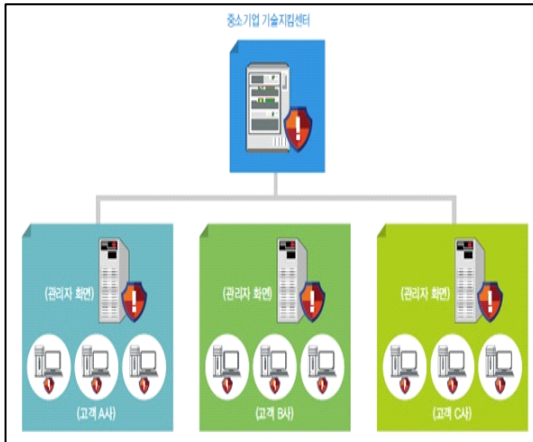 중소기업 기술지킴센터
(관리자 화면)
(관리자 화면)
(관리자 화면)
(고객 A사)
(고객 B사)
(고객 C사)